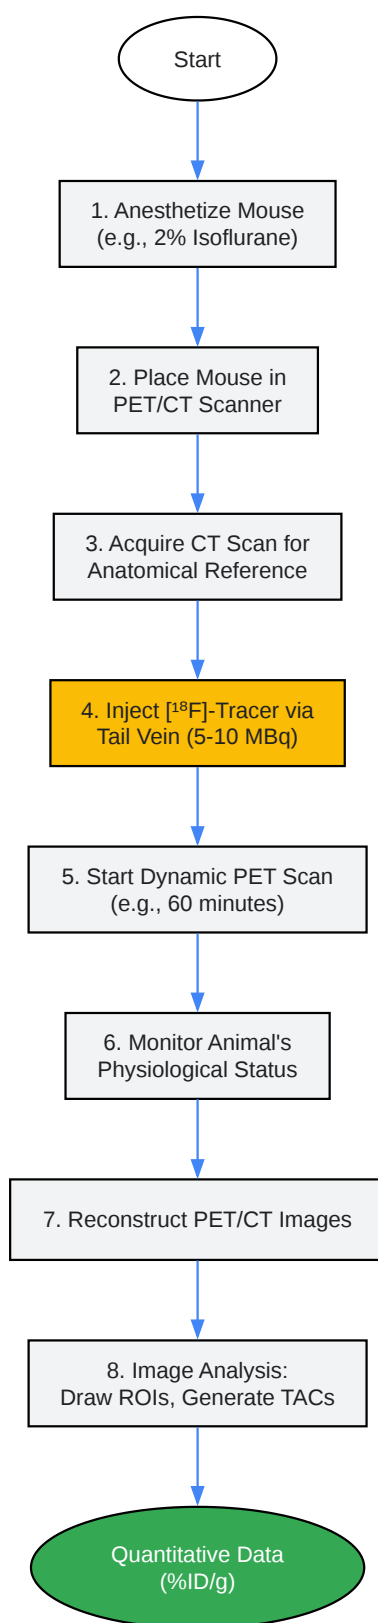 Start
1. Anesthetize Mouse
(e.g., 2% Isoflurane)
2. Place Mouse in
PET/CT Scanner
3. Acquire CT Scan for
Anatomical Reference
4. Inject [¹⁸F]-Tracer via
Tail Vein (5-10 MBq)
5. Start Dynamic PET Scan
(e.g., 60 minutes)
6. Monitor Animal's
Physiological Status
7. Reconstruct PET/CT Images
8. Image Analysis:
Draw ROIs, Generate TACs
Quantitative Data
(%ID/g)